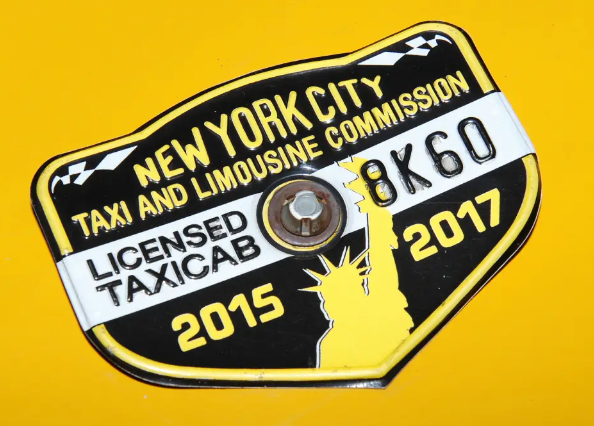 NEW YORK CITY
TAXI AND LIMOUSINE COMMISSION
LICENSED
TAXICAB
8K60
2015
2017